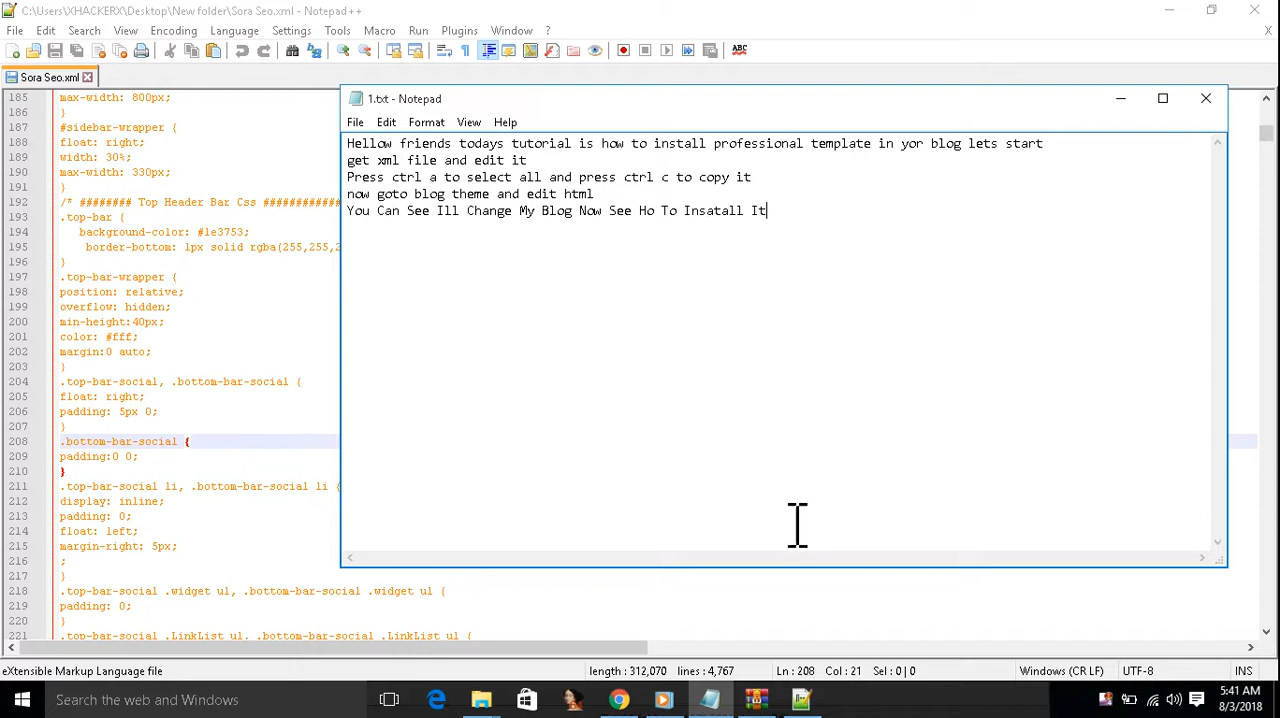 C:\Users\XHACKERX\Desktop\New folder\Sora Seo.xml - Notepad++
File Edit Search View Encoding Language Settings Tools Macro Run Plugins Window ? X
ABC
Sora Seo.xml
185 max-width: 800px;
186 }
187 #sidebar-wrapper {
188 float: right;
189 width: 30%;
190 max-width: 330px;
191 }
192 /* ######## Top Header Bar Css ############
193 .top-bar {
194 background-color: #1e3753;
195 border-bottom: 1px solid rgba(255,255,2
196 }
197 .top-bar-wrapper {
198 position: relative;
199 overflow: hidden;
200 min-height:40px;
201 color: #fff;
202 margin:0 auto;
203 }
204 .top-bar-social, .bottom-bar-social {
205 float: right;
206 padding: 5px 0;
207 }
208 .bottom-bar-social {
209 padding:0 0;
210 }
211 .top-bar-social li, .bottom-bar-social li {
212 display: inline;
213 padding: 0;
214 float: left;
215 margin-right: 5px;
216 ;
217 }
218 .top-bar-social .widget ul, .bottom-bar-social .widget ul {
219 padding: 0;
220 }
221 .top-bar-social .LinkList ul, .bottom-bar-social .LinkList ul {
1.txt - Notepad
File Edit Format View Help
Hellow friends todays tutorial is how to install professional template in yor blog lets start
get xml file and edit it
Press ctrl a to select all and press ctrl c to copy it
now goto blog theme and edit html
You Can See Ill Change My Blog Now See Ho To Insatall It
eXtensible Markup Language file length : 312,070 lines : 4,767 Ln : 208 Col : 21 Sel : 0 | 0 Windows (CR LF) UTF-8 INS
Search the web and Windows
5:41 AM
8/3/2018